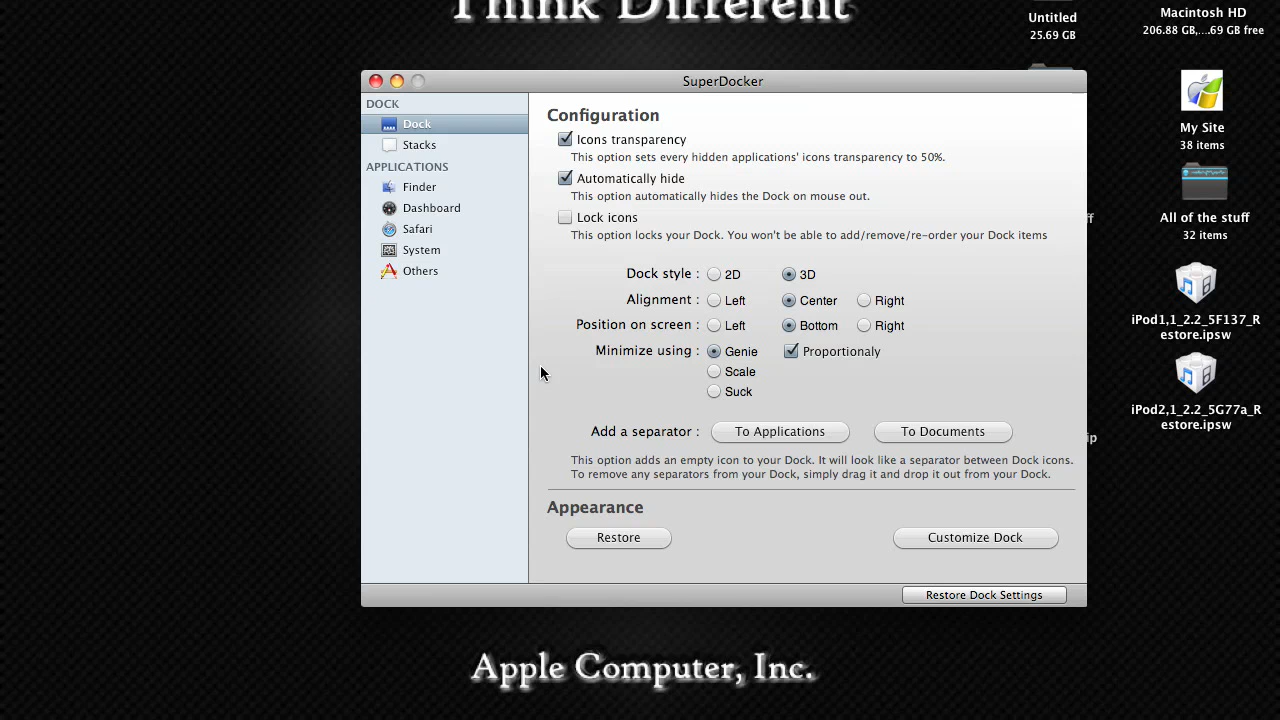 Think Different
Untitled
25.69 GB
Macintosh HD
206.88 GB,....69 GB free
SuperDocker
DOCK
Dock
Stacks
APPLICATIONS
Finder
Dashboard
Safari
System
Others
Configuration
Icons transparency
This option sets every hidden applications' icons transparency to 50%.
Automatically hide
This option automatically hides the Dock on mouse out.
Lock icons
This option locks your Dock. You won't be able to add/remove/re-order your Dock items
Dock style : 2D 3D
Alignment : Left Center Right
Position on screen : Left Bottom Right
Minimize using : Genie Proportionaly
Scale
Suck
Add a separator : To Applications To Documents
This option adds an empty icon to your Dock. It will look like a separator between Dock icons.
To remove any separators from your Dock, simply drag it and drop it out from your Dock.
Appearance
Restore Customize Dock
Restore Dock Settings
My Site
38 items
ff
All of the stuff
32 items
iPod1,1_2.2_5F137_R
estore.ipsw
iPod2,1_2.2_5G77a_R
estore.ipsw
ip
Apple Computer, Inc.